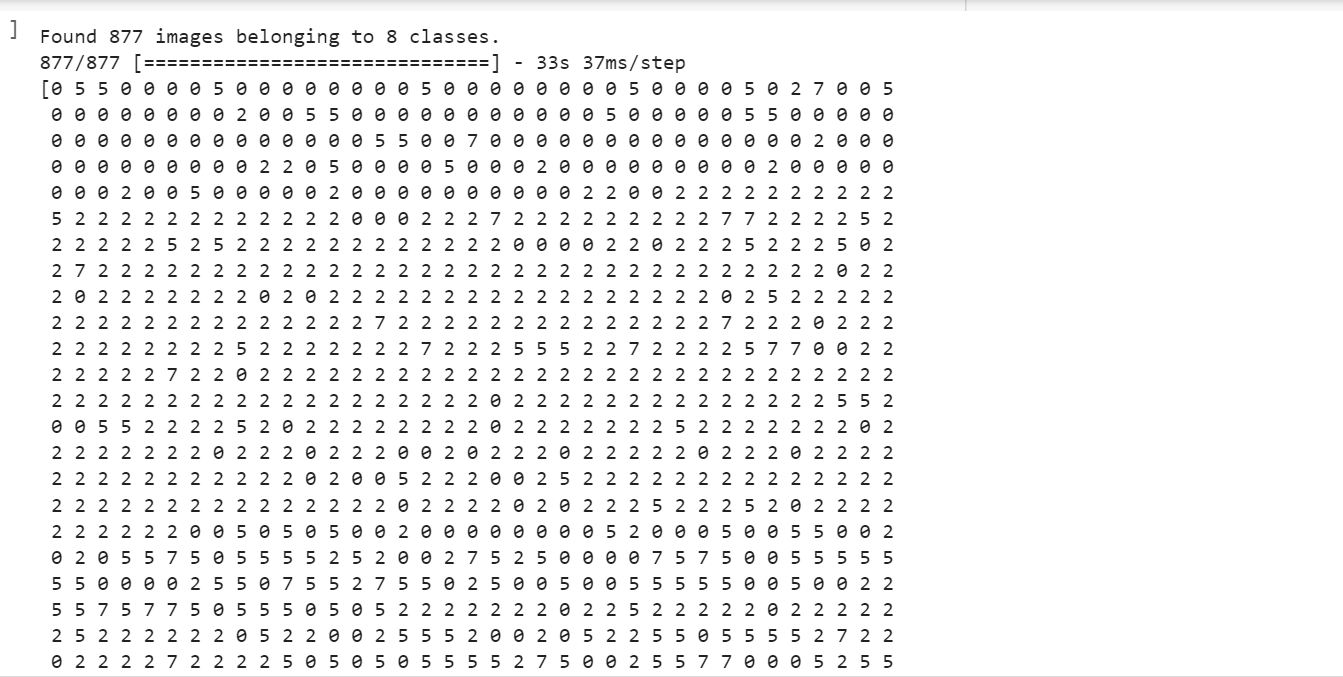 ]
Found 877 images belonging to 8 classes.
877/877 [==============================] - 33s 37ms/step
[0 5 5 0 0 0 0 5 0 0 0 0 0 0 0 0 5 0 0 0 0 0 0 0 0 5 0 0 0 0 5 0 2 7 0 0 5
0 0 0 0 0 0 0 0 2 0 0 5 5 0 0 0 0 0 0 0 0 0 0 0 5 0 0 0 0 0 5 5 0 0 0 0 0
0 0 0 0 0 0 0 0 0 0 0 0 0 0 5 5 0 0 7 0 0 0 0 0 0 0 0 0 0 0 0 0 0 2 0 0 0
0 0 0 0 0 0 0 0 0 2 2 0 5 0 0 0 0 5 0 0 0 2 0 0 0 0 0 0 0 0 0 2 0 0 0 0 0
0 0 0 2 0 0 5 0 0 0 0 0 2 0 0 0 0 0 0 0 0 0 0 2 2 0 0 2 2 2 2 2 2 2 2 2 2
5 2 2 2 2 2 2 2 2 2 2 2 2 0 0 0 2 2 2 7 2 2 2 2 2 2 2 2 2 7 7 2 2 2 2 5 2
2 2 2 2 2 5 2 5 2 2 2 2 2 2 2 2 2 2 2 2 0 0 0 0 2 2 0 2 2 2 5 2 2 2 5 0 2
2 7 2 2 2 2 2 2 2 2 2 2 2 2 2 2 2 2 2 2 2 2 2 2 2 2 2 2 2 2 2 2 2 2 0 2 2
2 0 2 2 2 2 2 2 2 0 2 0 2 2 2 2 2 2 2 2 2 2 2 2 2 2 2 2 2 0 2 5 2 2 2 2 2
2 2 2 2 2 2 2 2 2 2 2 2 2 2 7 2 2 2 2 2 2 2 2 2 2 2 2 2 2 7 2 2 2 0 2 2 2
2 2 2 2 2 2 2 2 5 2 2 2 2 2 2 2 7 2 2 2 5 5 5 2 2 7 2 2 2 2 5 7 7 0 0 2 2
2 2 2 2 2 7 2 2 0 2 2 2 2 2 2 2 2 2 2 2 2 2 2 2 2 2 2 2 2 2 2 2 2 2 2 2 2
2 2 2 2 2 2 2 2 2 2 2 2 2 2 2 2 2 2 2 0 2 2 2 2 2 2 2 2 2 2 2 2 2 2 5 5 2
0 0 5 5 2 2 2 2 5 2 0 2 2 2 2 2 2 2 2 0 2 2 2 2 2 2 2 5 2 2 2 2 2 2 2 0 2
2 2 2 2 2 2 2 0 2 2 2 0 2 2 2 0 0 2 0 2 2 2 0 2 2 2 2 2 0 2 2 2 0 2 2 2 2
2 2 2 2 2 2 2 2 2 2 2 0 2 0 0 5 2 2 2 0 0 2 5 2 2 2 2 2 2 2 2 2 2 2 2 2 2
2 2 2 2 2 2 2 2 2 2 2 2 2 2 2 0 2 2 2 2 0 2 0 2 2 2 5 2 2 2 5 2 0 2 2 2 2
2 2 2 2 2 2 0 0 5 0 5 0 5 0 0 2 0 0 0 0 0 0 0 0 5 2 0 0 0 5 0 0 5 5 0 0 2
0 2 0 5 5 7 5 0 5 5 5 5 2 5 2 0 0 2 7 5 2 5 0 0 0 0 7 5 7 5 0 0 5 5 5 5 5
5 5 0 0 0 0 2 5 5 0 7 5 5 2 7 5 5 0 2 5 0 0 5 0 0 5 5 5 5 5 0 0 5 0 0 2 2
5 5 7 5 7 7 5 0 5 5 5 0 5 0 5 2 2 2 2 2 2 2 0 2 2 5 2 2 2 2 2 0 2 2 2 2 2
2 5 2 2 2 2 2 2 0 5 2 2 0 0 2 5 5 5 2 0 0 2 0 5 2 2 5 5 0 5 5 5 5 2 7 2 2
0 2 2 2 2 7 2 2 2 2 5 0 5 0 5 0 5 5 5 5 2 7 5 0 0 2 5 5 7 7 0 0 0 5 2 5 5